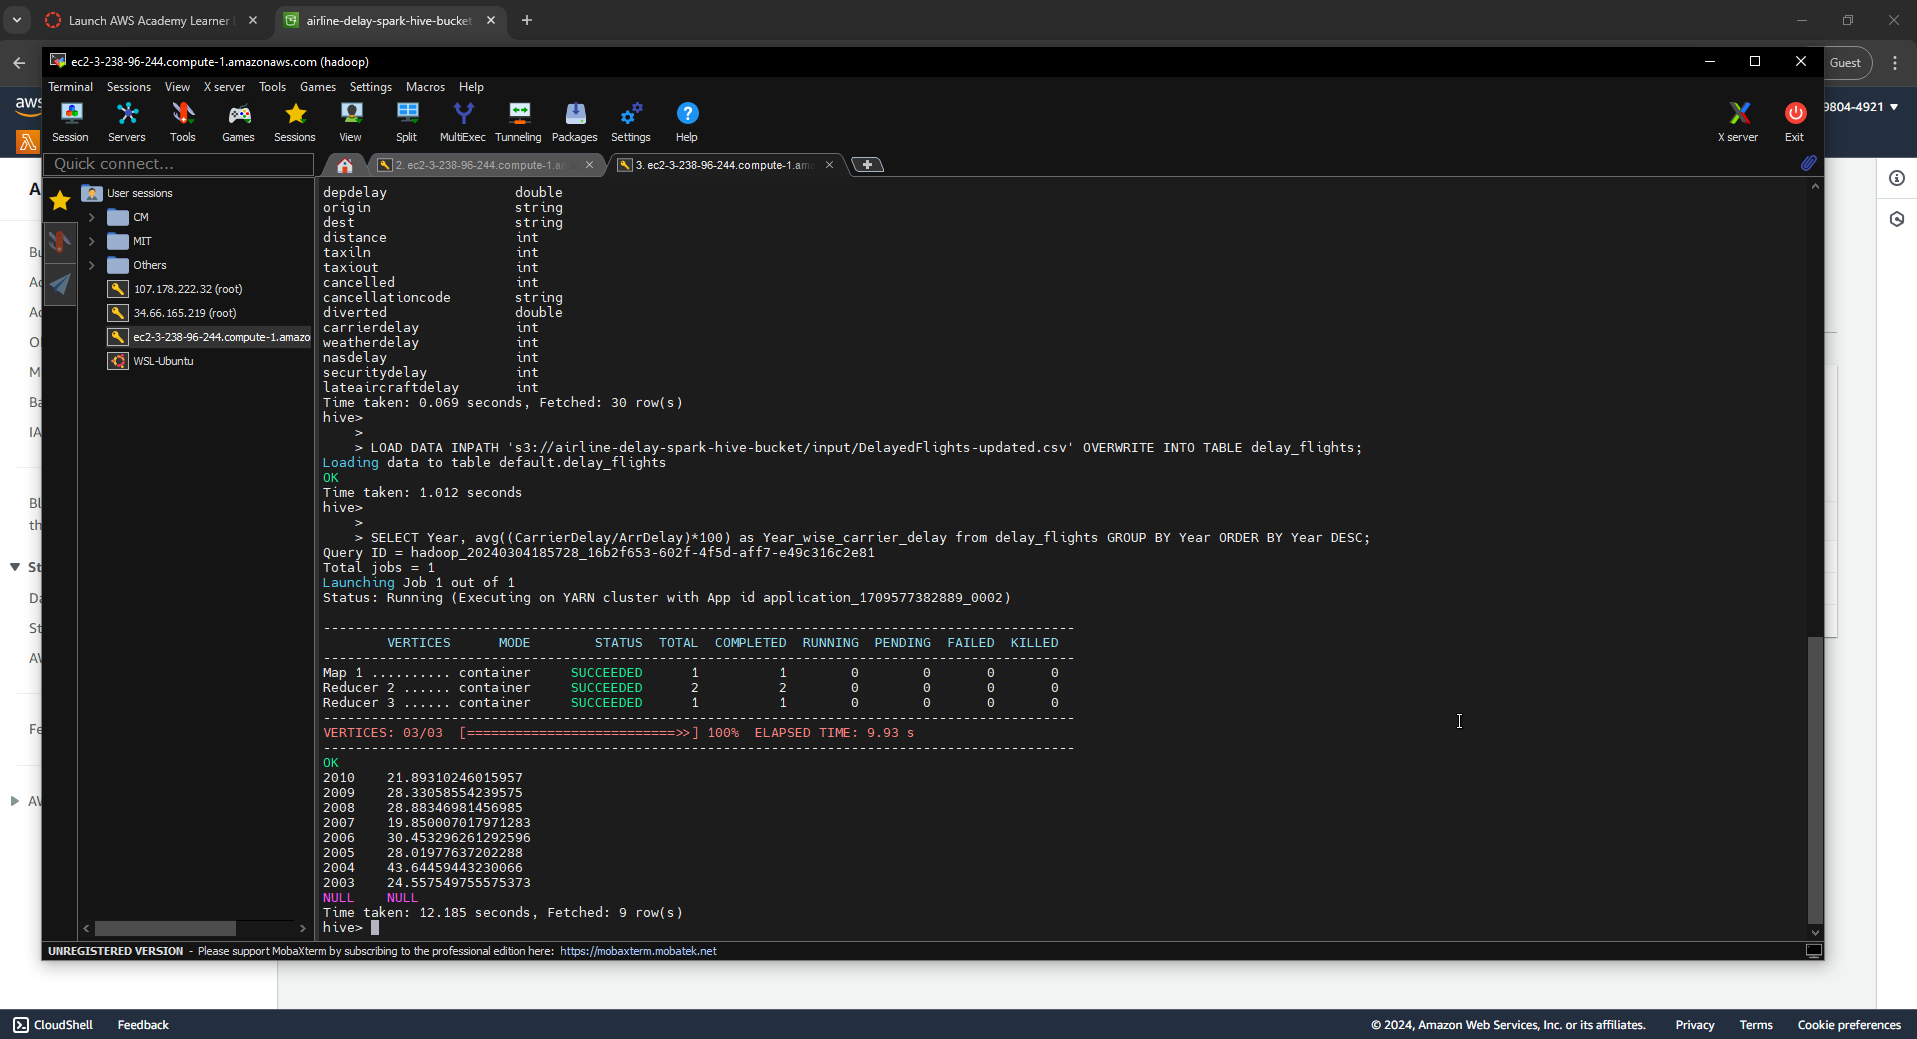 Launch AWS Academy Learner
airline-delay-spark-hive-bucket
Guest
ec2-3-238-96-244.compute-1.amazonaws.com (hadoop)
Terminal Sessions View X server Tools Games Settings Macros Help
Session Servers Tools Games Sessions View Split MultiExec Tunneling Packages Settings Help X server Exit
aws
9804-4921
Quick connect...
2. ec2-3-238-96-244.compute-1.a
3. ec2-3-238-96-244.compute-1.am
User sessions
CM
MIT
Others
107.178.222.32 (root)
34.66.165.219 (root)
ec2-3-238-96-244.compute-1.amazo
WSL-Ubuntu
depdelay double
origin string
dest string
distance int
taxiln int
taxiout int
cancelled int
cancellationcode string
diverted double
carrierdelay int
weatherdelay int
nasdelay int
securitydelay int
lateaircraftdelay int
Time taken: 0.069 seconds, Fetched: 30 row(s)
hive>
>
> LOAD DATA INPATH 's3://airline-delay-spark-hive-bucket/input/DelayedFlights-updated.csv' OVERWRITE INTO TABLE delay_flights;
Loading data to table default.delay_flights
OK
Time taken: 1.012 seconds
hive>
>
> SELECT Year, avg((CarrierDelay/ArrDelay)*100) as Year_wise_carrier_delay from delay_flights GROUP BY Year ORDER BY Year DESC;
Query ID = hadoop_20240304185728_16b2f653-602f-4f5d-aff7-e49c316c2e81
Total jobs = 1
Launching Job 1 out of 1
Status: Running (Executing on YARN cluster with App id application_1709577382889_0002)
----------------------------------------------------------------------------------------------
VERTICES MODE STATUS TOTAL COMPLETED RUNNING PENDING FAILED KILLED
----------------------------------------------------------------------------------------------
Map 1 .......... container SUCCEEDED 1 1 0 0 0 0
Reducer 2 ...... container SUCCEEDED 2 2 0 0 0 0
Reducer 3 ...... container SUCCEEDED 1 1 0 0 0 0
----------------------------------------------------------------------------------------------
VERTICES: 03/03 [==========================>>] 100% ELAPSED TIME: 9.93 s
----------------------------------------------------------------------------------------------
OK
2010 21.89310246015957
2009 28.33058554239575
2008 28.88346981456985
2007 19.850007017971283
2006 30.453296261292596
2005 28.01977637202288
2004 43.64459443230066
2003 24.557549755575373
NULL NULL
Time taken: 12.185 seconds, Fetched: 9 row(s)
hive>
UNREGISTERED VERSION - Please support MobaXterm by subscribing to the professional edition here: https://mobaxterm.mobatek.net
CloudShell Feedback
© 2024, Amazon Web Services, Inc. or its affiliates. Privacy Terms Cookie preferences